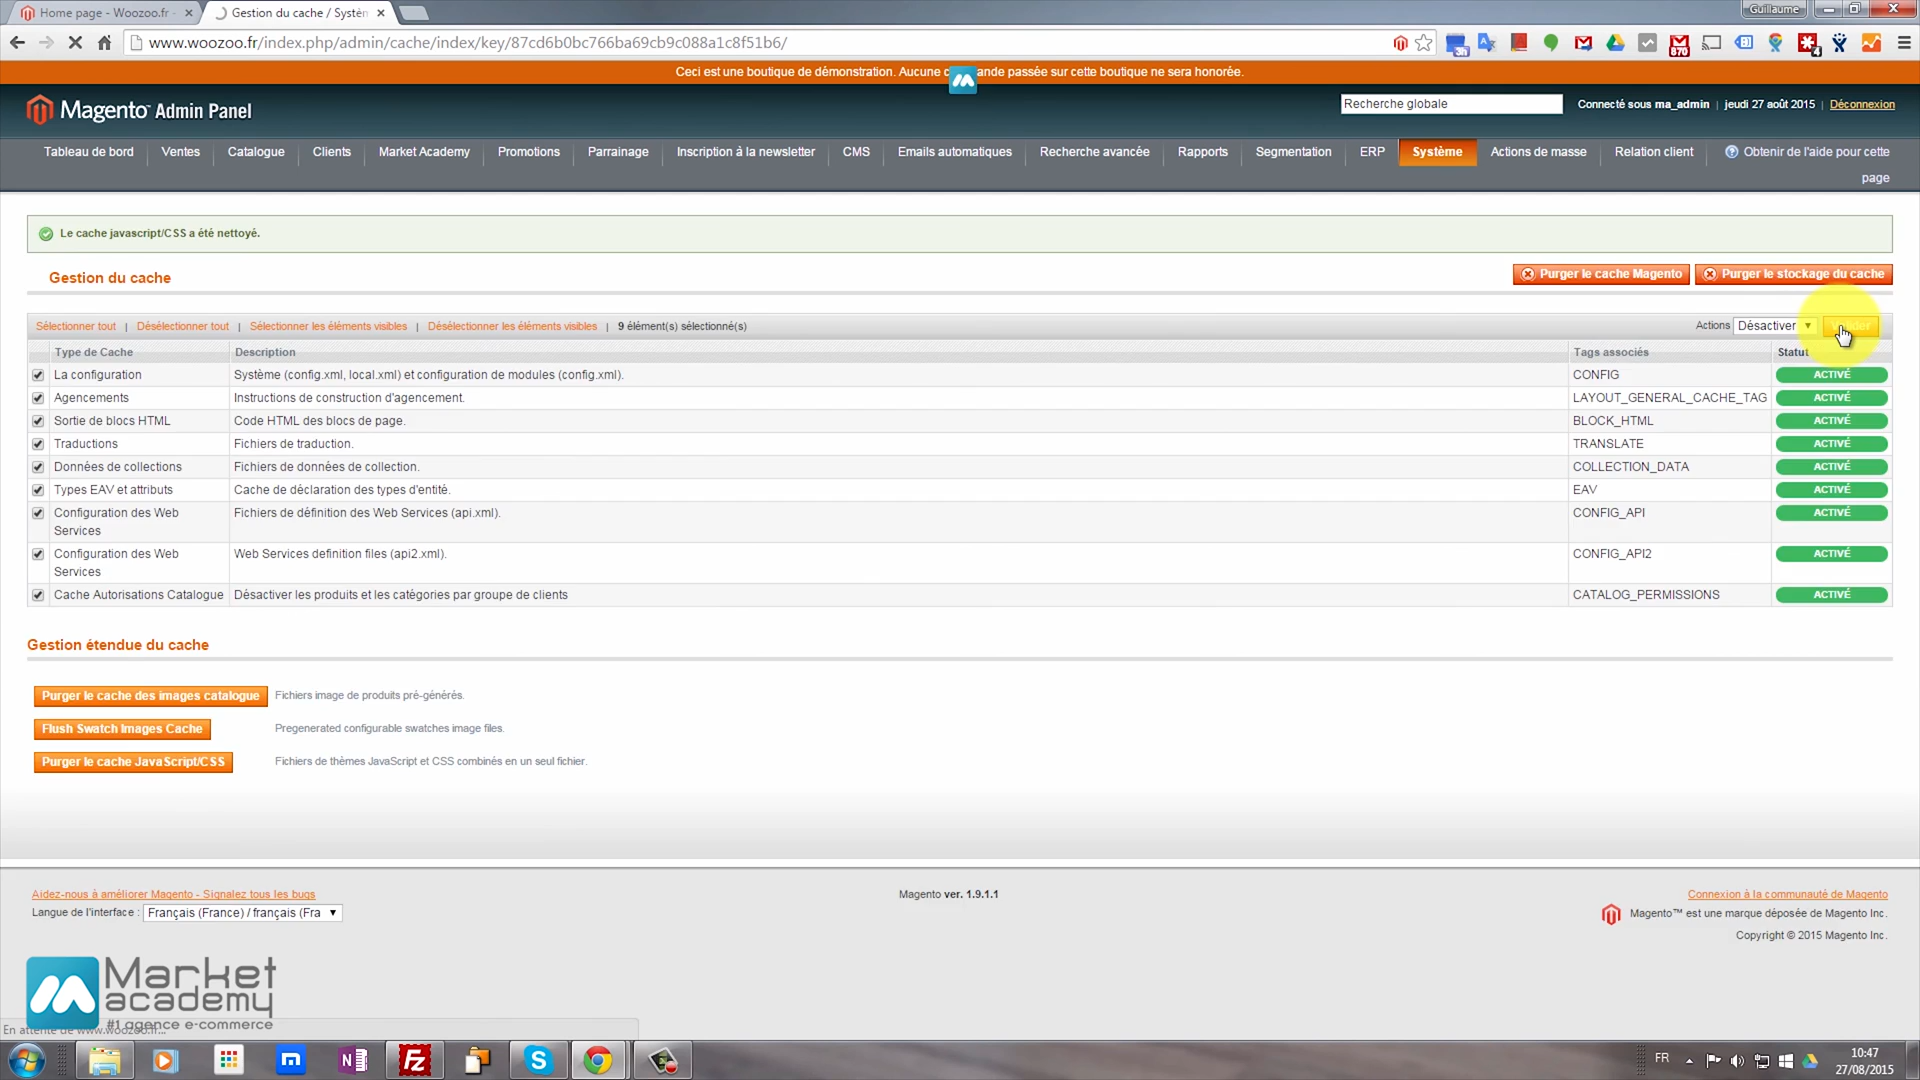 Home page - Woozoo.fr
Gestion du cache / Systèn
Guillaume
www.woozoo.fr/index.php/admin/cache/index/key/87cd6b0bc766ba69cb9c088a1c8f51b6/
Ceci est une boutique de démonstration. Aucune c ande passée sur cette boutique ne sera honorée.
Magento™ Admin Panel
Recherche globale
Connecté sous ma_admin | jeudi 27 août 2015 | Déconnexion
Tableau de bord Ventes Catalogue Clients Market Academy Promotions Parrainage Inscription à la newsletter CMS Emails automatiques Recherche avancée Rapports Segmentation ERP Système Actions de masse Relation client Obtenir de l'aide pour cette
page
Le cache javascript/CSS a été nettoyé.
Gestion du cache
Purger le cache Magento Purger le stockage du cache
Sélectionner tout | Désélectionner tout | Sélectionner les éléments visibles | Désélectionner les éléments visibles | 9 élément(s) sélectionné(s)
Actions Désactiver
Type de Cache Description Tags associés Statut
La configuration Système (config.xml, local.xml) et configuration de modules (config.xml). CONFIG ACTIVÉ
Agencements Instructions de construction d'agencement. LAYOUT_GENERAL_CACHE_TAG ACTIVÉ
Sortie de blocs HTML Code HTML des blocs de page. BLOCK_HTML ACTIVÉ
Traductions Fichiers de traduction. TRANSLATE ACTIVÉ
Données de collections Fichiers de données de collection. COLLECTION_DATA ACTIVÉ
Types EAV et attributs Cache de déclaration des types d'entité. EAV ACTIVÉ
Configuration des Web Fichiers de définition des Web Services (api.xml). CONFIG_API ACTIVÉ
Services
Configuration des Web Web Services definition files (api2.xml). CONFIG_API2 ACTIVÉ
Services
Cache Autorisations Catalogue Désactiver les produits et les catégories par groupe de clients CATALOG_PERMISSIONS ACTIVÉ
Gestion étendue du cache
Purger le cache des images catalogue Fichiers image de produits pré-générés.
Flush Swatch Images Cache Pregenerated configurable swatches image files.
Purger le cache JavaScript/CSS Fichiers de thèmes JavaScript et CSS combinés en un seul fichier.
Aidez-nous à améliorer Magento - Signalez tous les bugs
Magento ver. 1.9.1.1
Connexion à la communauté de Magento
Langue de l'interface : Français (France) / français (Fra
Magento™ est une marque déposée de Magento Inc.
Copyright © 2015 Magento Inc.
Market
academy
#1 agence e-commerce
En attente de www.woozoo.fr...
FR
10:47
27/08/2015